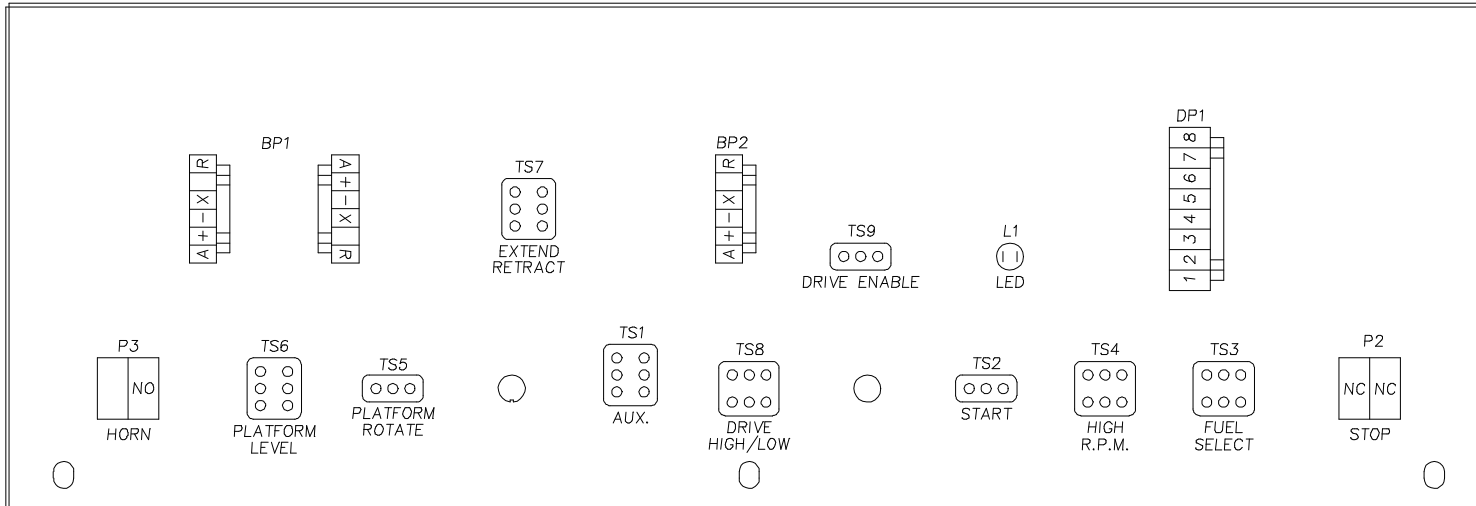 BP1
R
X
-
+
A
A
+
-
X
R
TS7
EXTEND
RETRACT
BP2
R
X
-
+
A
TS9
DRIVE ENABLE
L1
LED
DP1
8
7
6
5
4
3
2
1
P3
NO
HORN
TS6
PLATFORM
LEVEL
TS5
PLATFORM
ROTATE
TS1
AUX.
TS8
DRIVE
HIGH/LOW
TS2
START
TS4
HIGH
R.P.M.
TS3
FUEL
SELECT
P2
NC NC
STOP